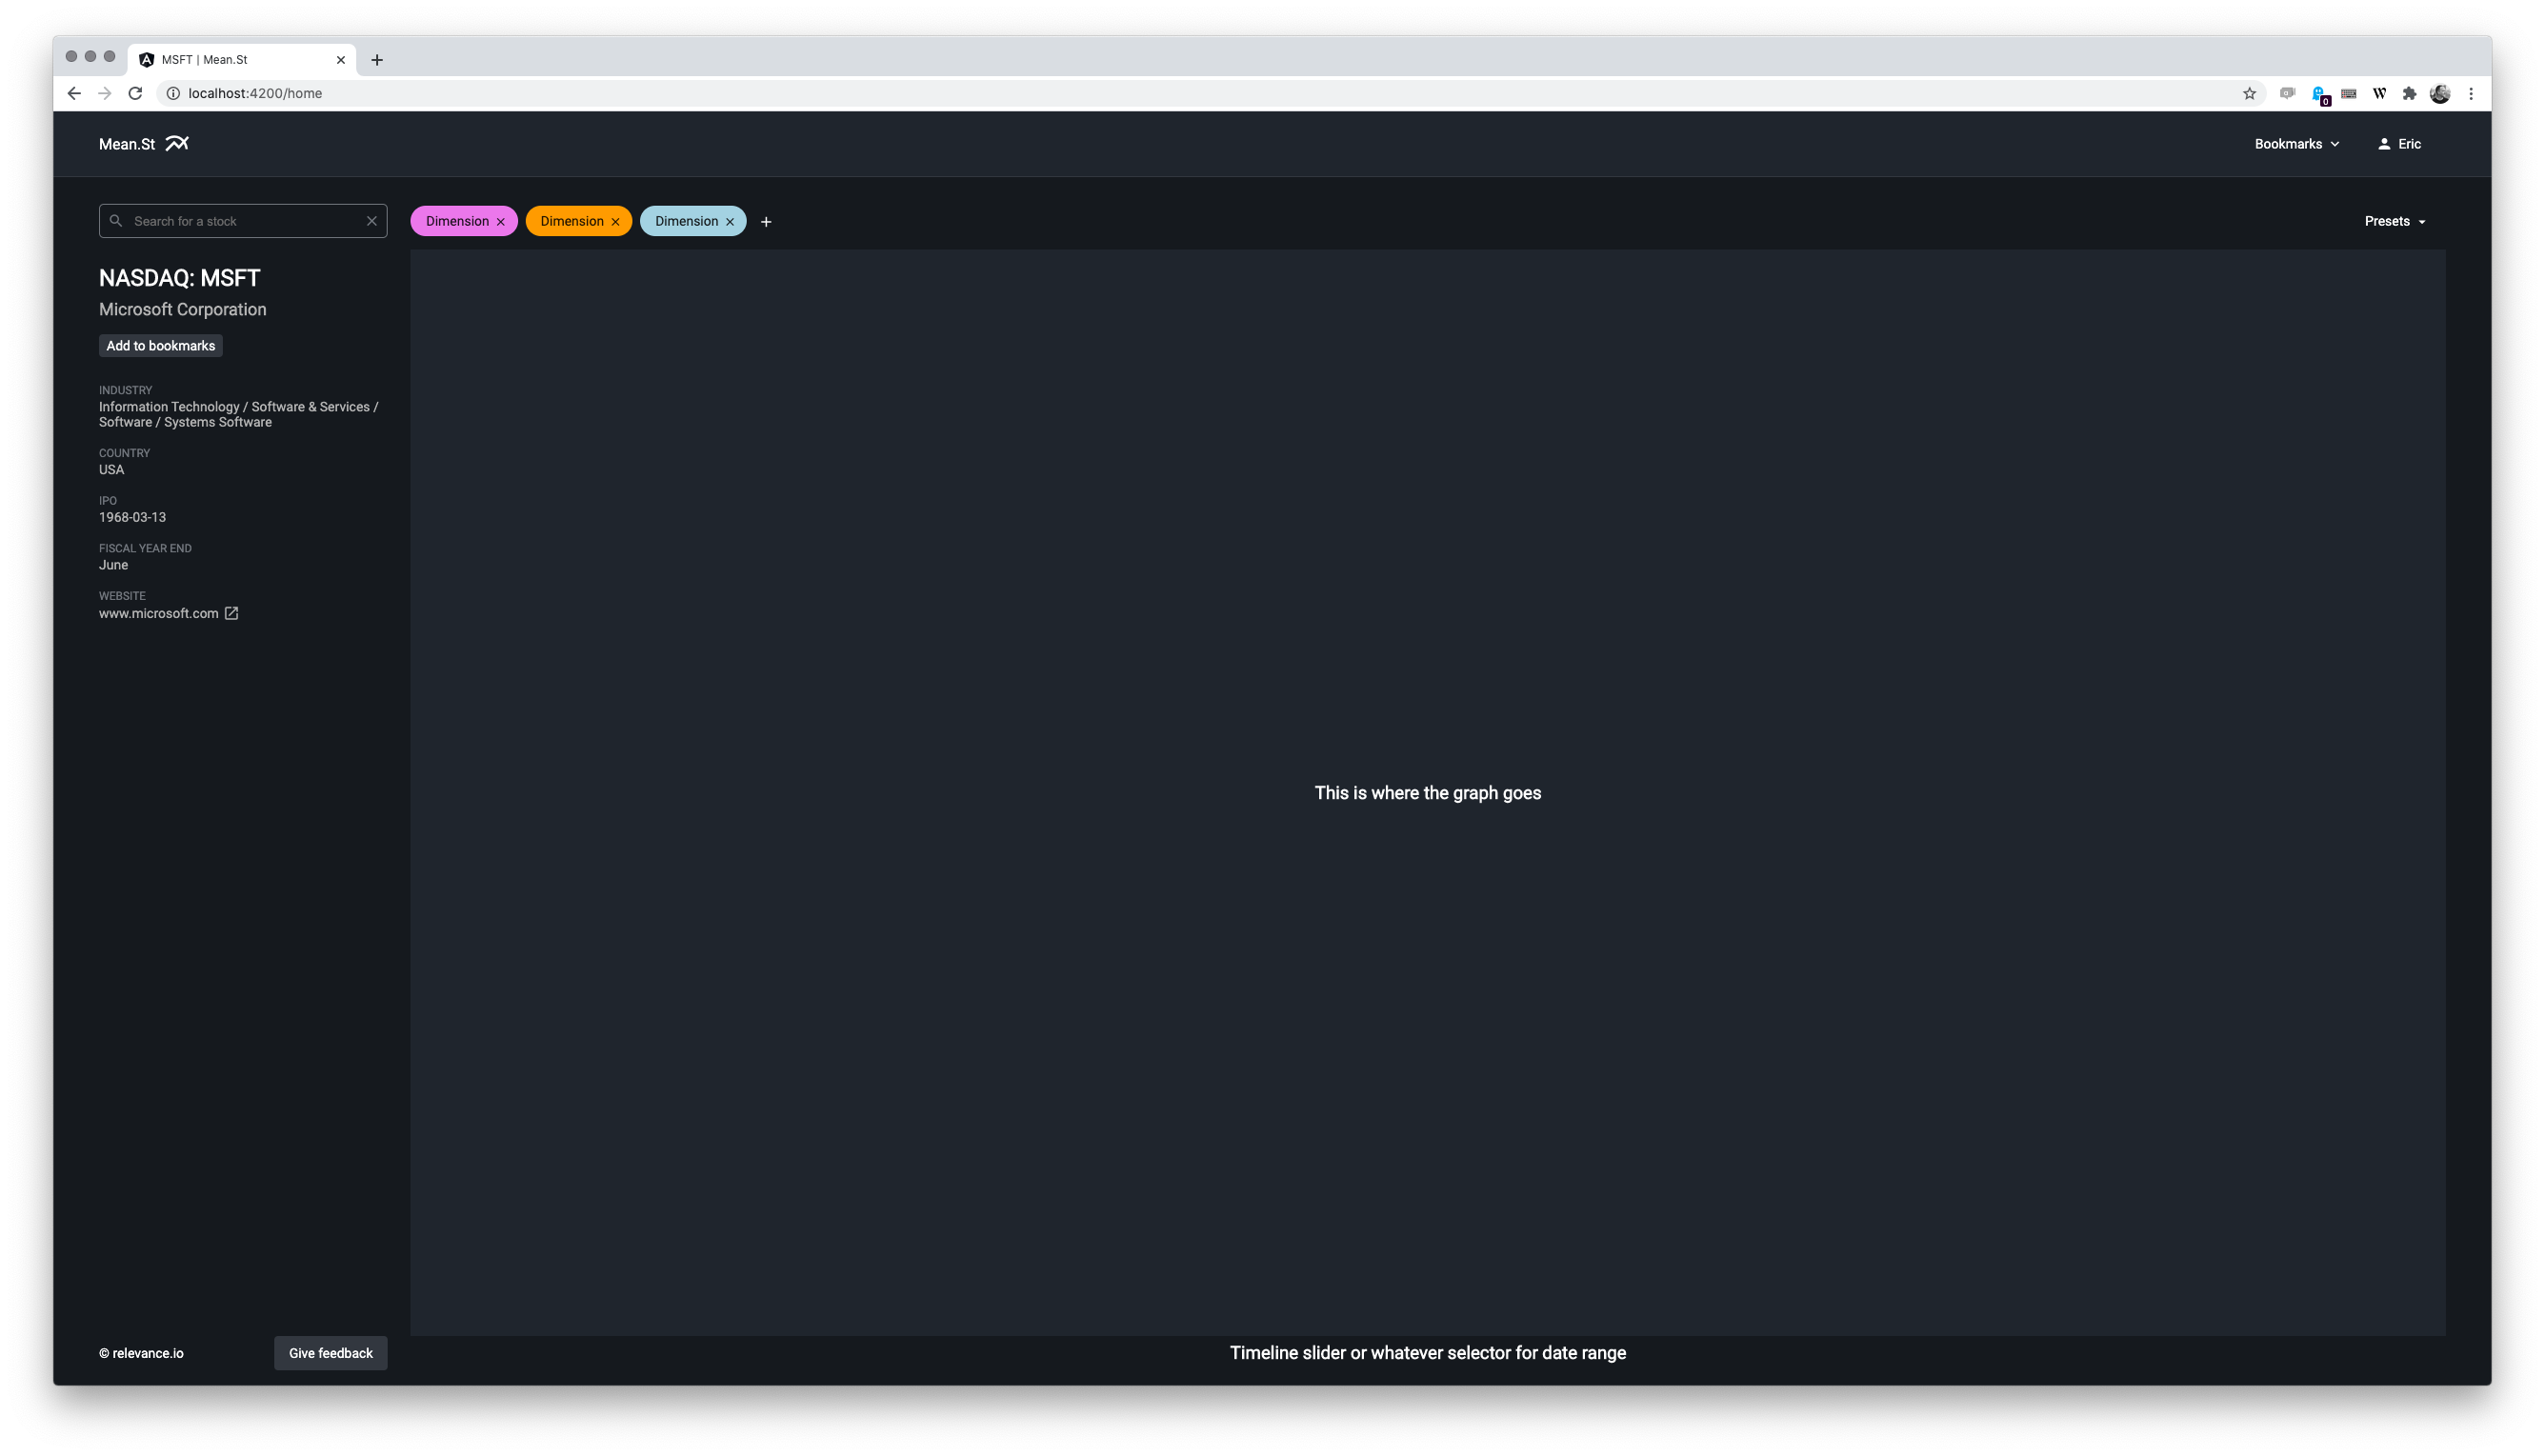 MSFT | Mean.St
localhost:4200/home
0
W
Mean.St
Bookmarks
Eric
Search for a stock
Dimension
Dimension
Dimension
Presets
NASDAQ: MSFT
Microsoft Corporation
Add to bookmarks
INDUSTRY
Information Technology / Software & Services /
Software / Systems Software
COUNTRY
USA
IPO
1968-03-13
FISCAL YEAR END
June
WEBSITE
www.microsoft.com
This is where the graph goes
© relevance.io
Give feedback
Timeline slider or whatever selector for date range